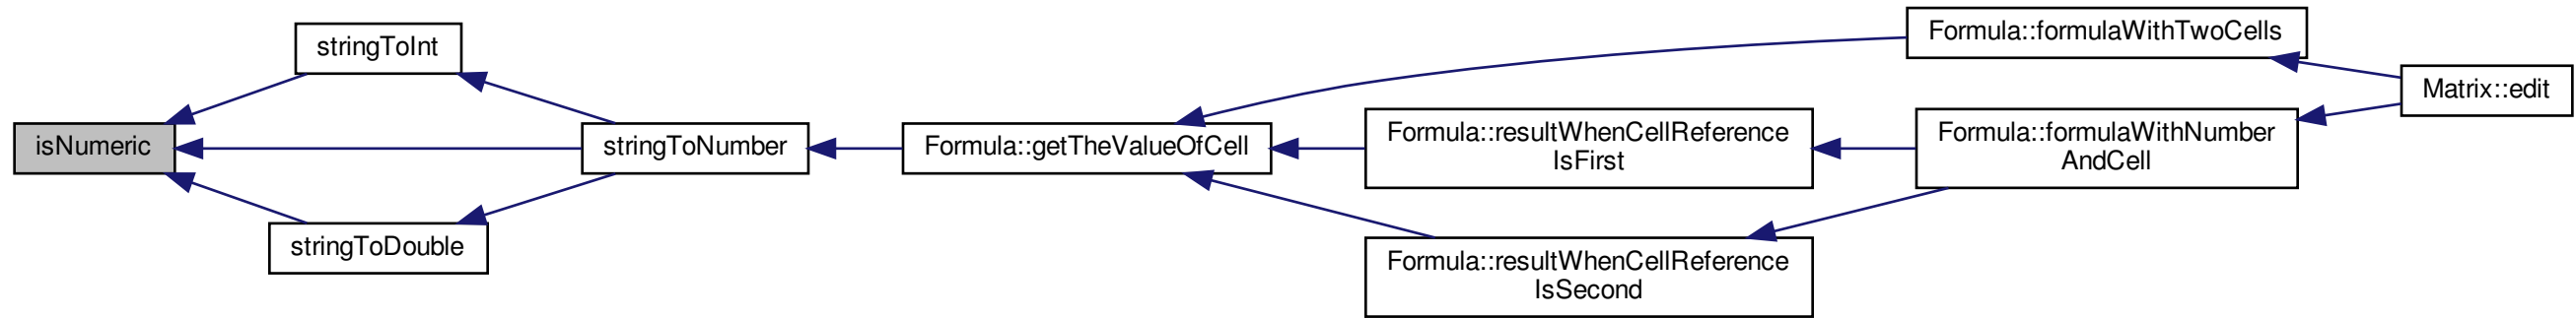 isNumeric
stringToInt
stringToDouble
stringToNumber
Formula::getTheValueOfCell
Formula::formulaWithTwoCells
Formula::resultWhenCellReference
IsFirst
Formula::resultWhenCellReference
IsSecond
Formula::formulaWithNumber
AndCell
Matrix::edit